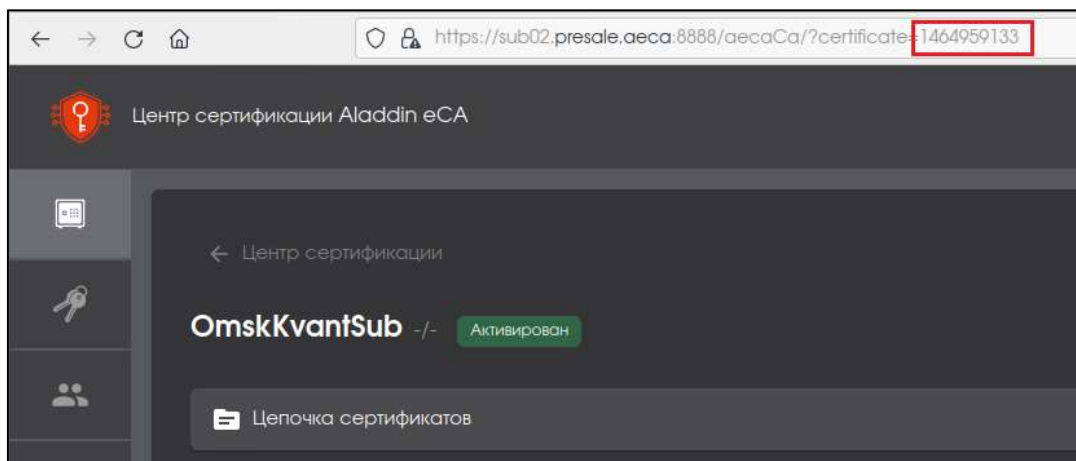 https://sub02.presale.aeca:8888/aecaCa/?certificate=1464959133
Центр сертификации Aladdin eCA
← Центр сертификации
OmskKvantSub -/- Активирован
Цепочка сертификатов